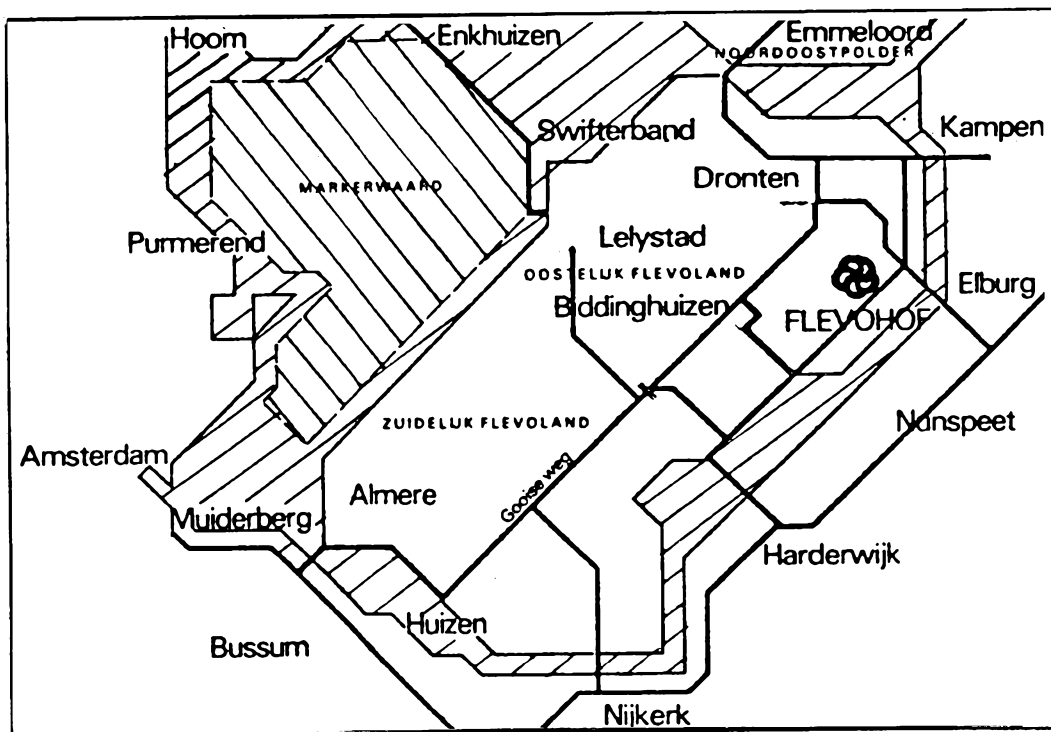 Hoorn
Enkhuizen
Emmeloord
NOORDOOSTPOLDER
Swifterband
Kampen
MARKERWAARD
Dronten
Purmerend
Lelystad
OOSTELIJK FLEVOLAND
Elburg
Biddinghuizen
FLEVOHOF
ZUIDELIJK FLEVOLAND
Nunspeet
Amsterdam
Almere
Gooise weg
Muiderberg
Harderwijk
Huizen
Bussum
Nijkerk